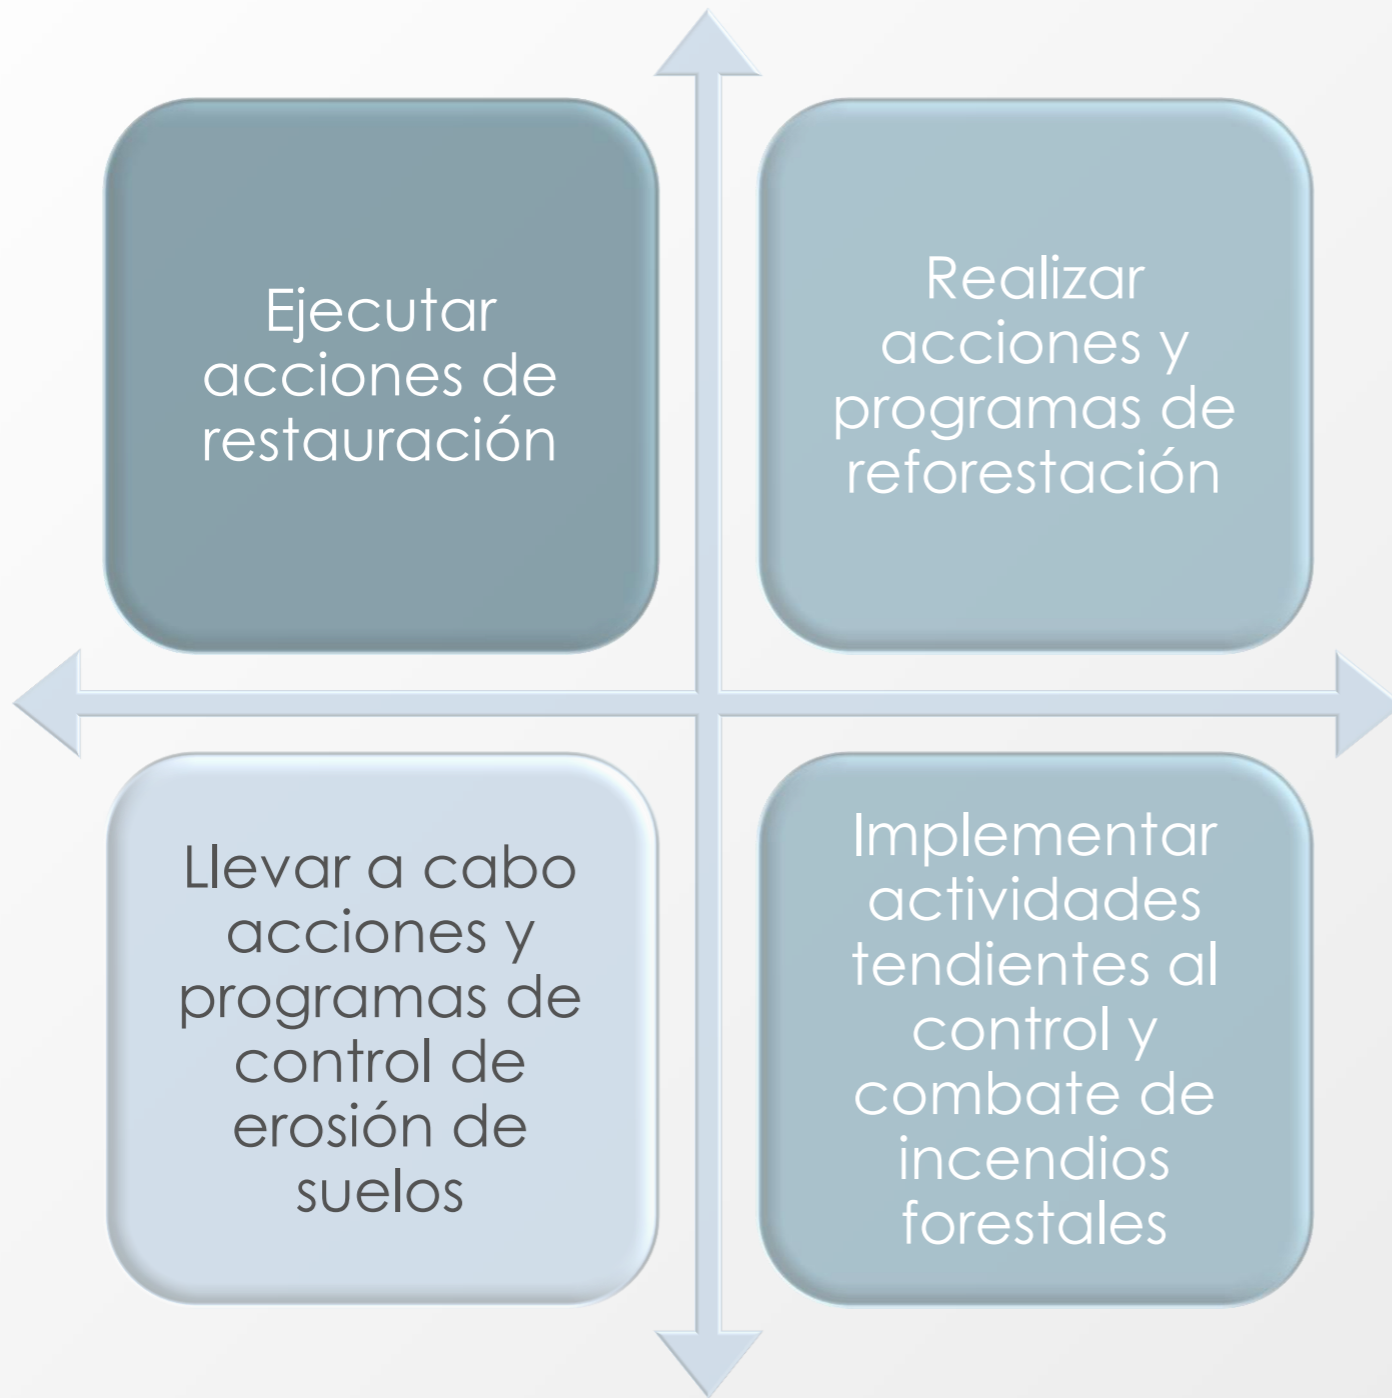 Ejecutar
acciones de
restauración
Realizar
acciones y
programas de
reforestación
Llevar a cabo
acciones y
programas de
control de
erosión de
suelos
Implementar
actividades
tendientes al
control y
combate de
incendios
forestales